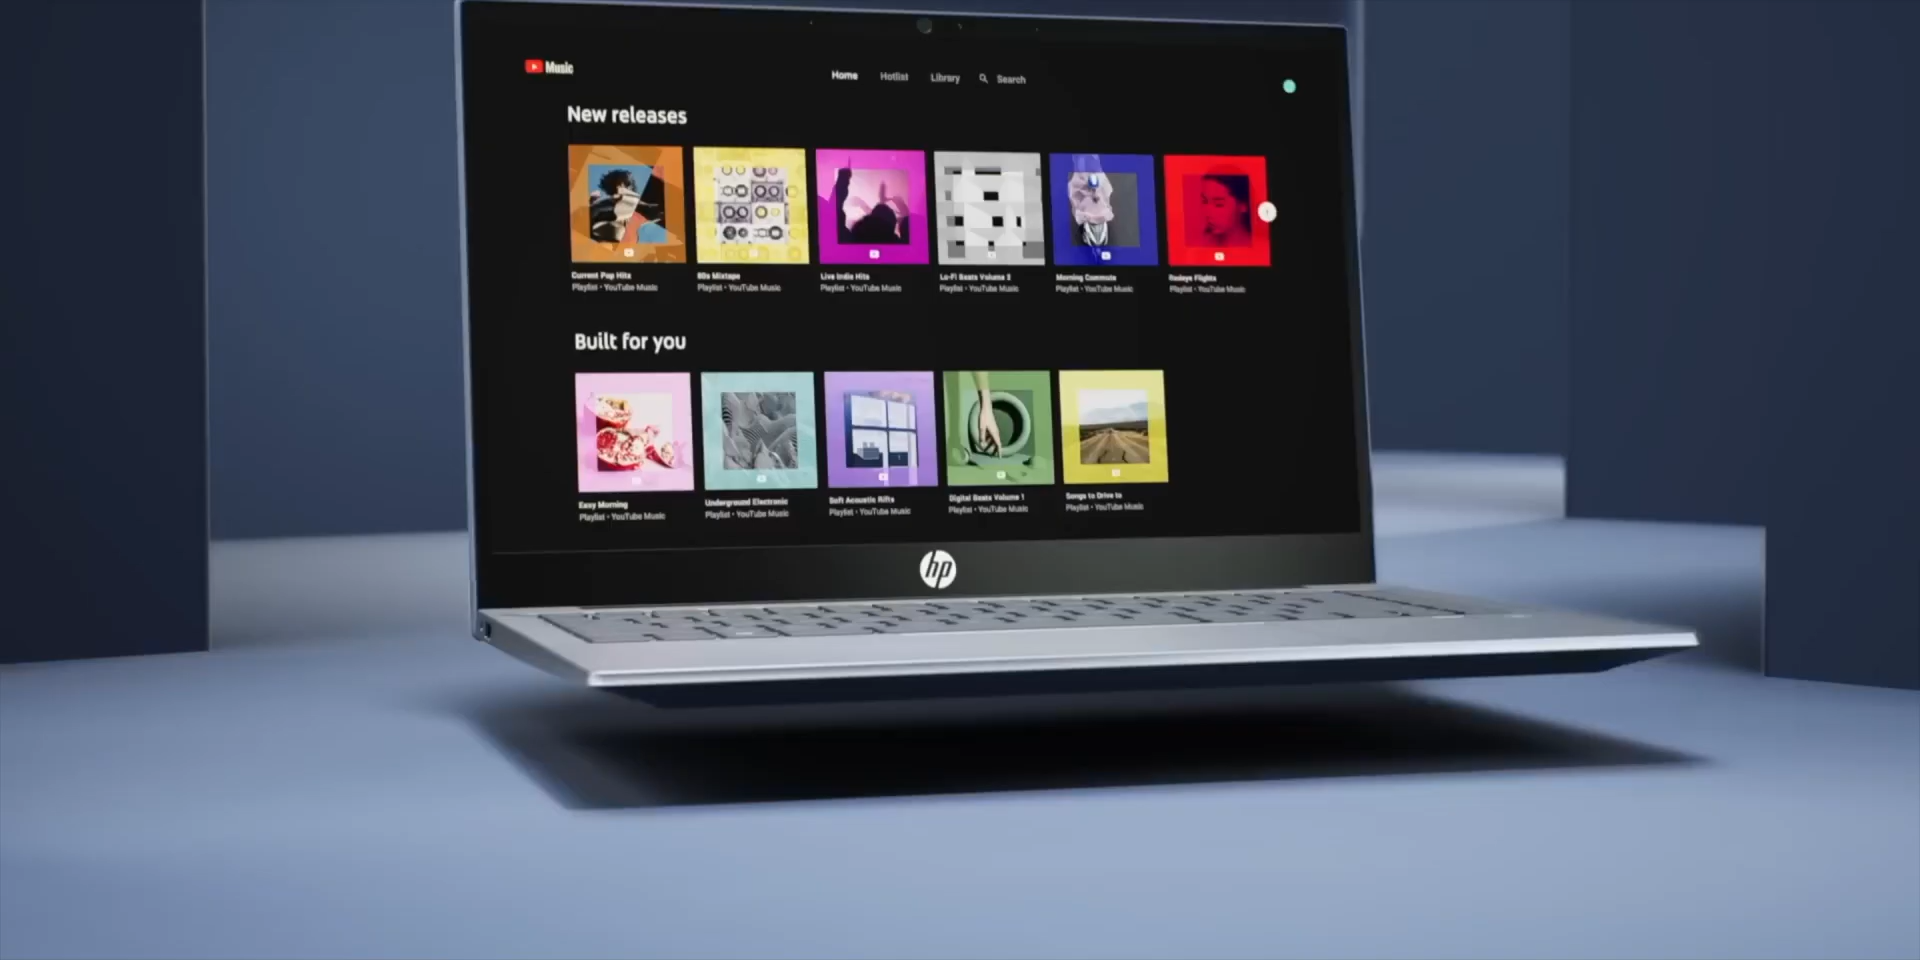 Music
Home
Hotlist
Library
Search
New releases
Current Pop Hits
Playlist • YouTube Music
80s Mixtape
Playlist • YouTube Music
Live Indie Hits
Playlist • YouTube Music
Lo-Fi Beats Volume 2
Playlist • YouTube Music
Morning Commute
Playlist • YouTube Music
Redeye Flights
Playlist • YouTube Music
Built for you
Easy Morning
Playlist • YouTube Music
Underground Electronic
Playlist • YouTube Music
Soft Acoustic Riffs
Playlist • YouTube Music
Digital Beats Volume 1
Playlist • YouTube Music
Songs to Drive to
Playlist • YouTube Music
hp